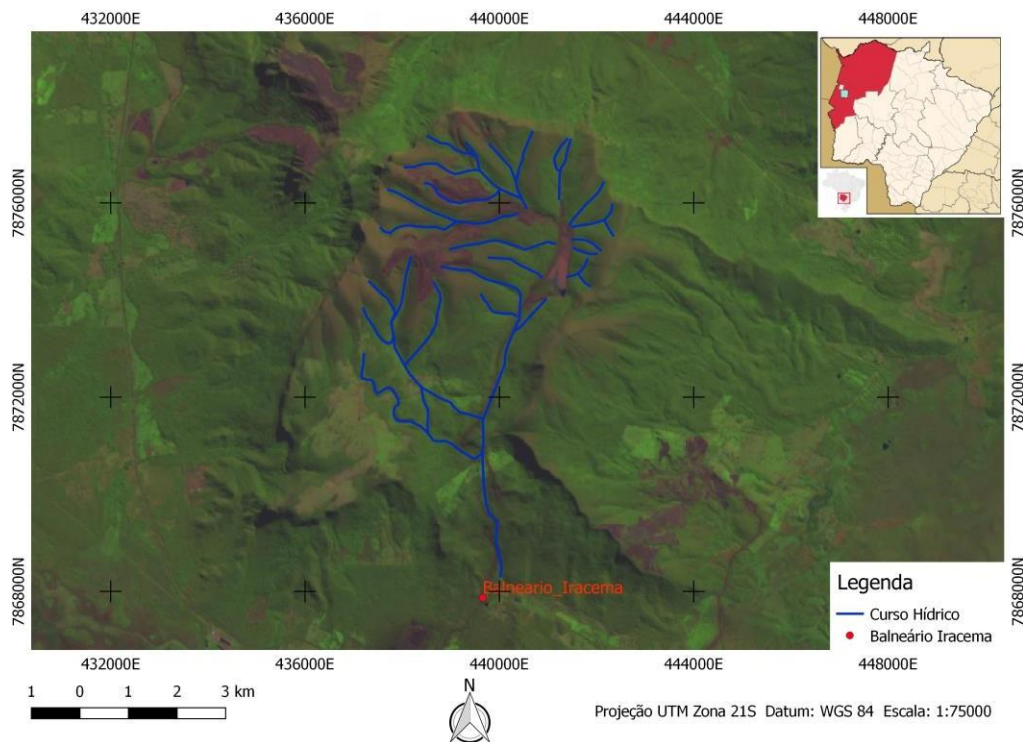 432000E 436000E 440000E 444000E 448000E
7876000N 7876000N
7872000N 7872000N
7868000N 7868000N
Balneario_Iracema
Legenda
Curso Hídrico
Balneário Iracema
432000E 436000E 440000E 444000E 448000E
1 0 1 2 3 km
N
Projeção UTM Zona 21S Datum: WGS 84 Escala: 1:75000